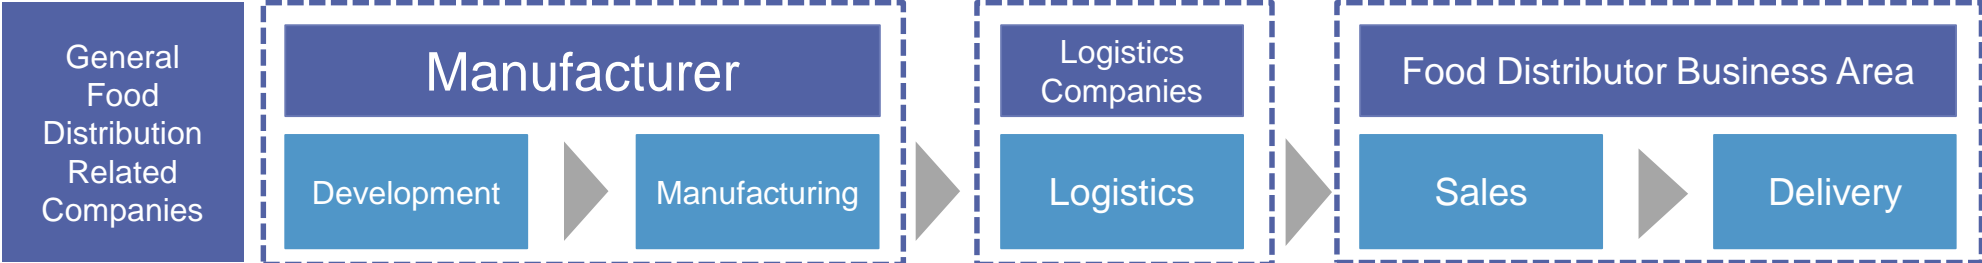 General
Food
Distribution
Related
Companies
Manufacturer
Development
Manufacturing
Logistics
Companies
Logistics
Food Distributor Business Area
Sales
Delivery